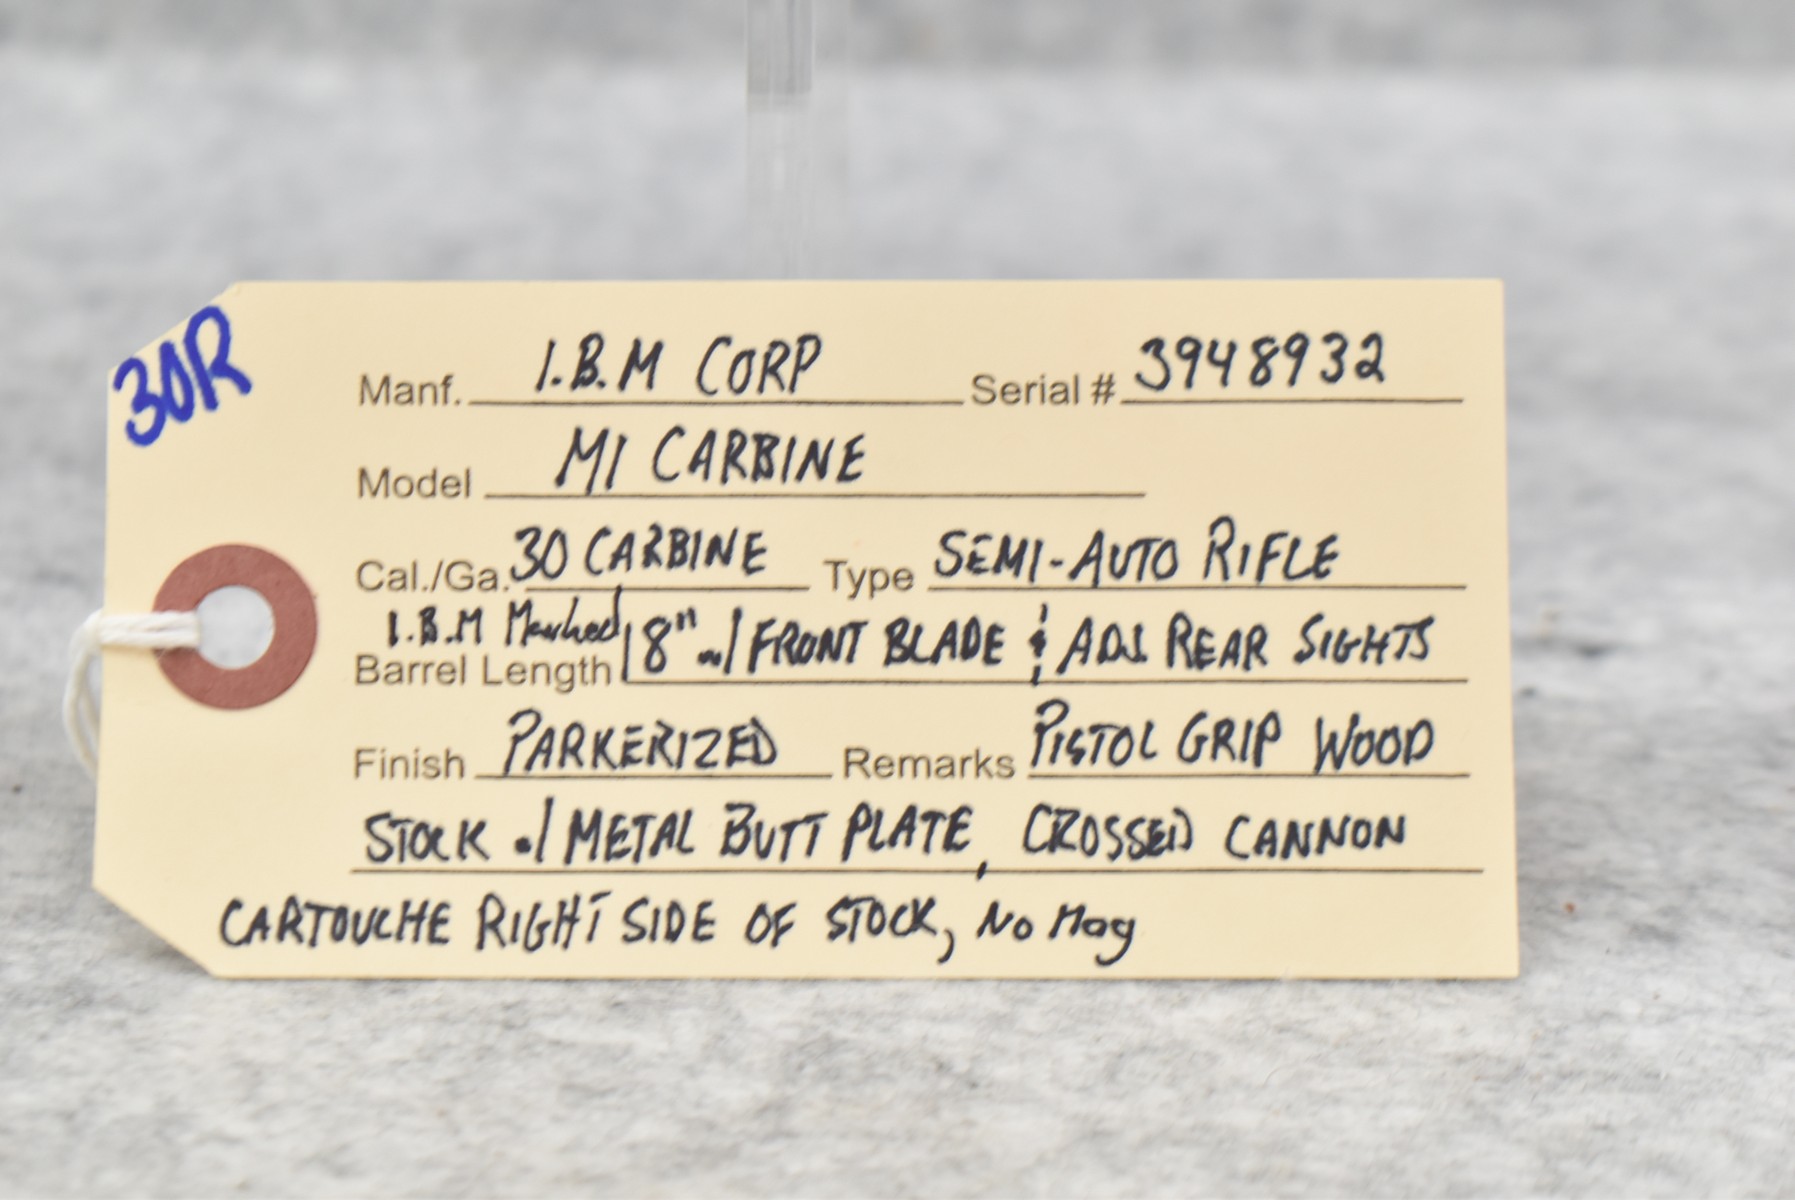 30R
Manf. I.B.M CORP Serial # 3948932
Model M1 CARBINE
Cal./Ga. 30 CARBINE Type SEMI-AUTO RIFLE
I.B.M Marked
Barrel Length 18" w/ FRONT BLADE & ADJ. REAR SIGHTS
Finish PARKERIZED Remarks PISTOL GRIP WOOD
STOCK w/ METAL BUTT PLATE, CROSSED CANNON
CARTOUCHE RIGHT SIDE OF STOCK, No Mag